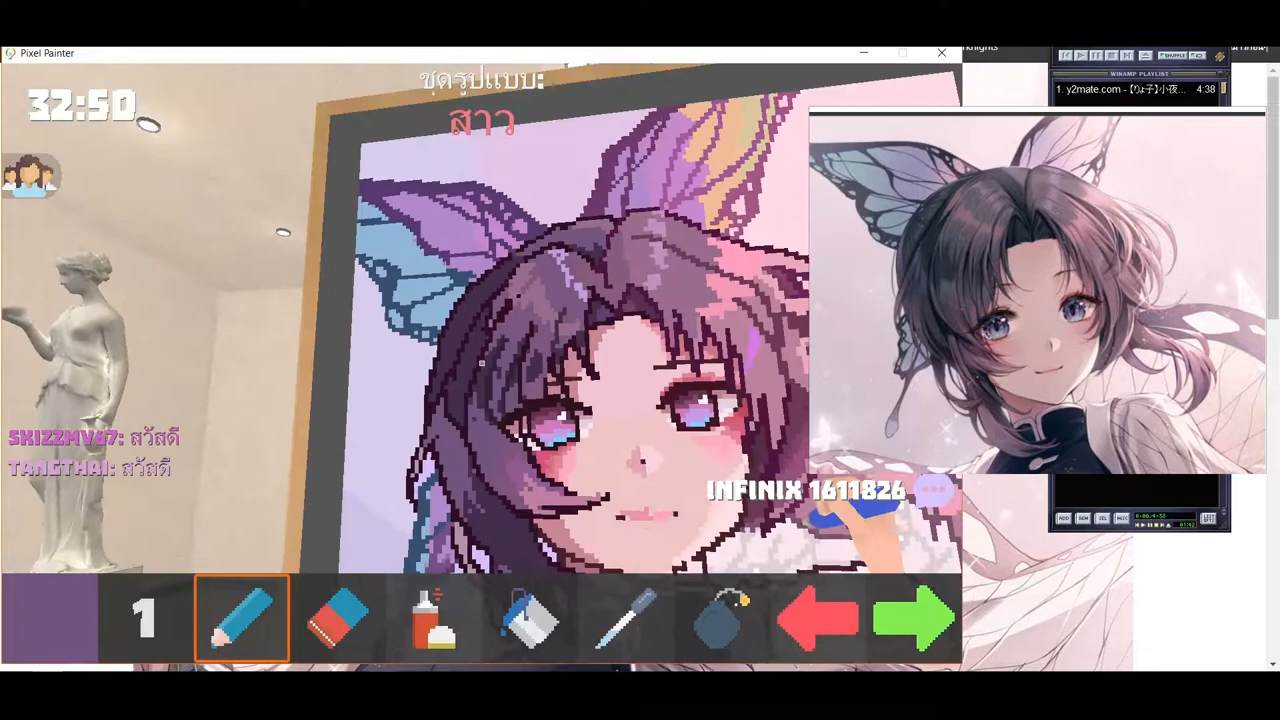 Pixel Painter
knights
WINAMP PLAYLIST
1. y2mate.com - 【りょ子】小夜... 4:38
32:50
ชุดรูปแบบ:
สาว
SKIZZMV67: สวัสดี
TANGTHAI: สวัสดี
INFINIX 1611826
1